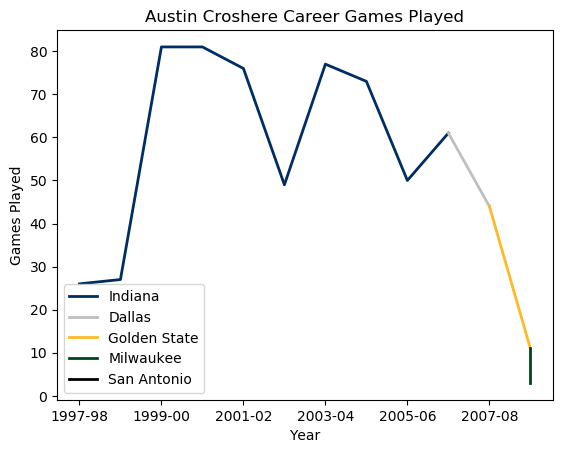 Austin Croshere Career Games Played
80
70
60
50
40
30
20
10
0
Games Played
Indiana
Dallas
Golden State
Milwaukee
San Antonio
1997-98 1999-00 2001-02 2003-04 2005-06 2007-08
Year